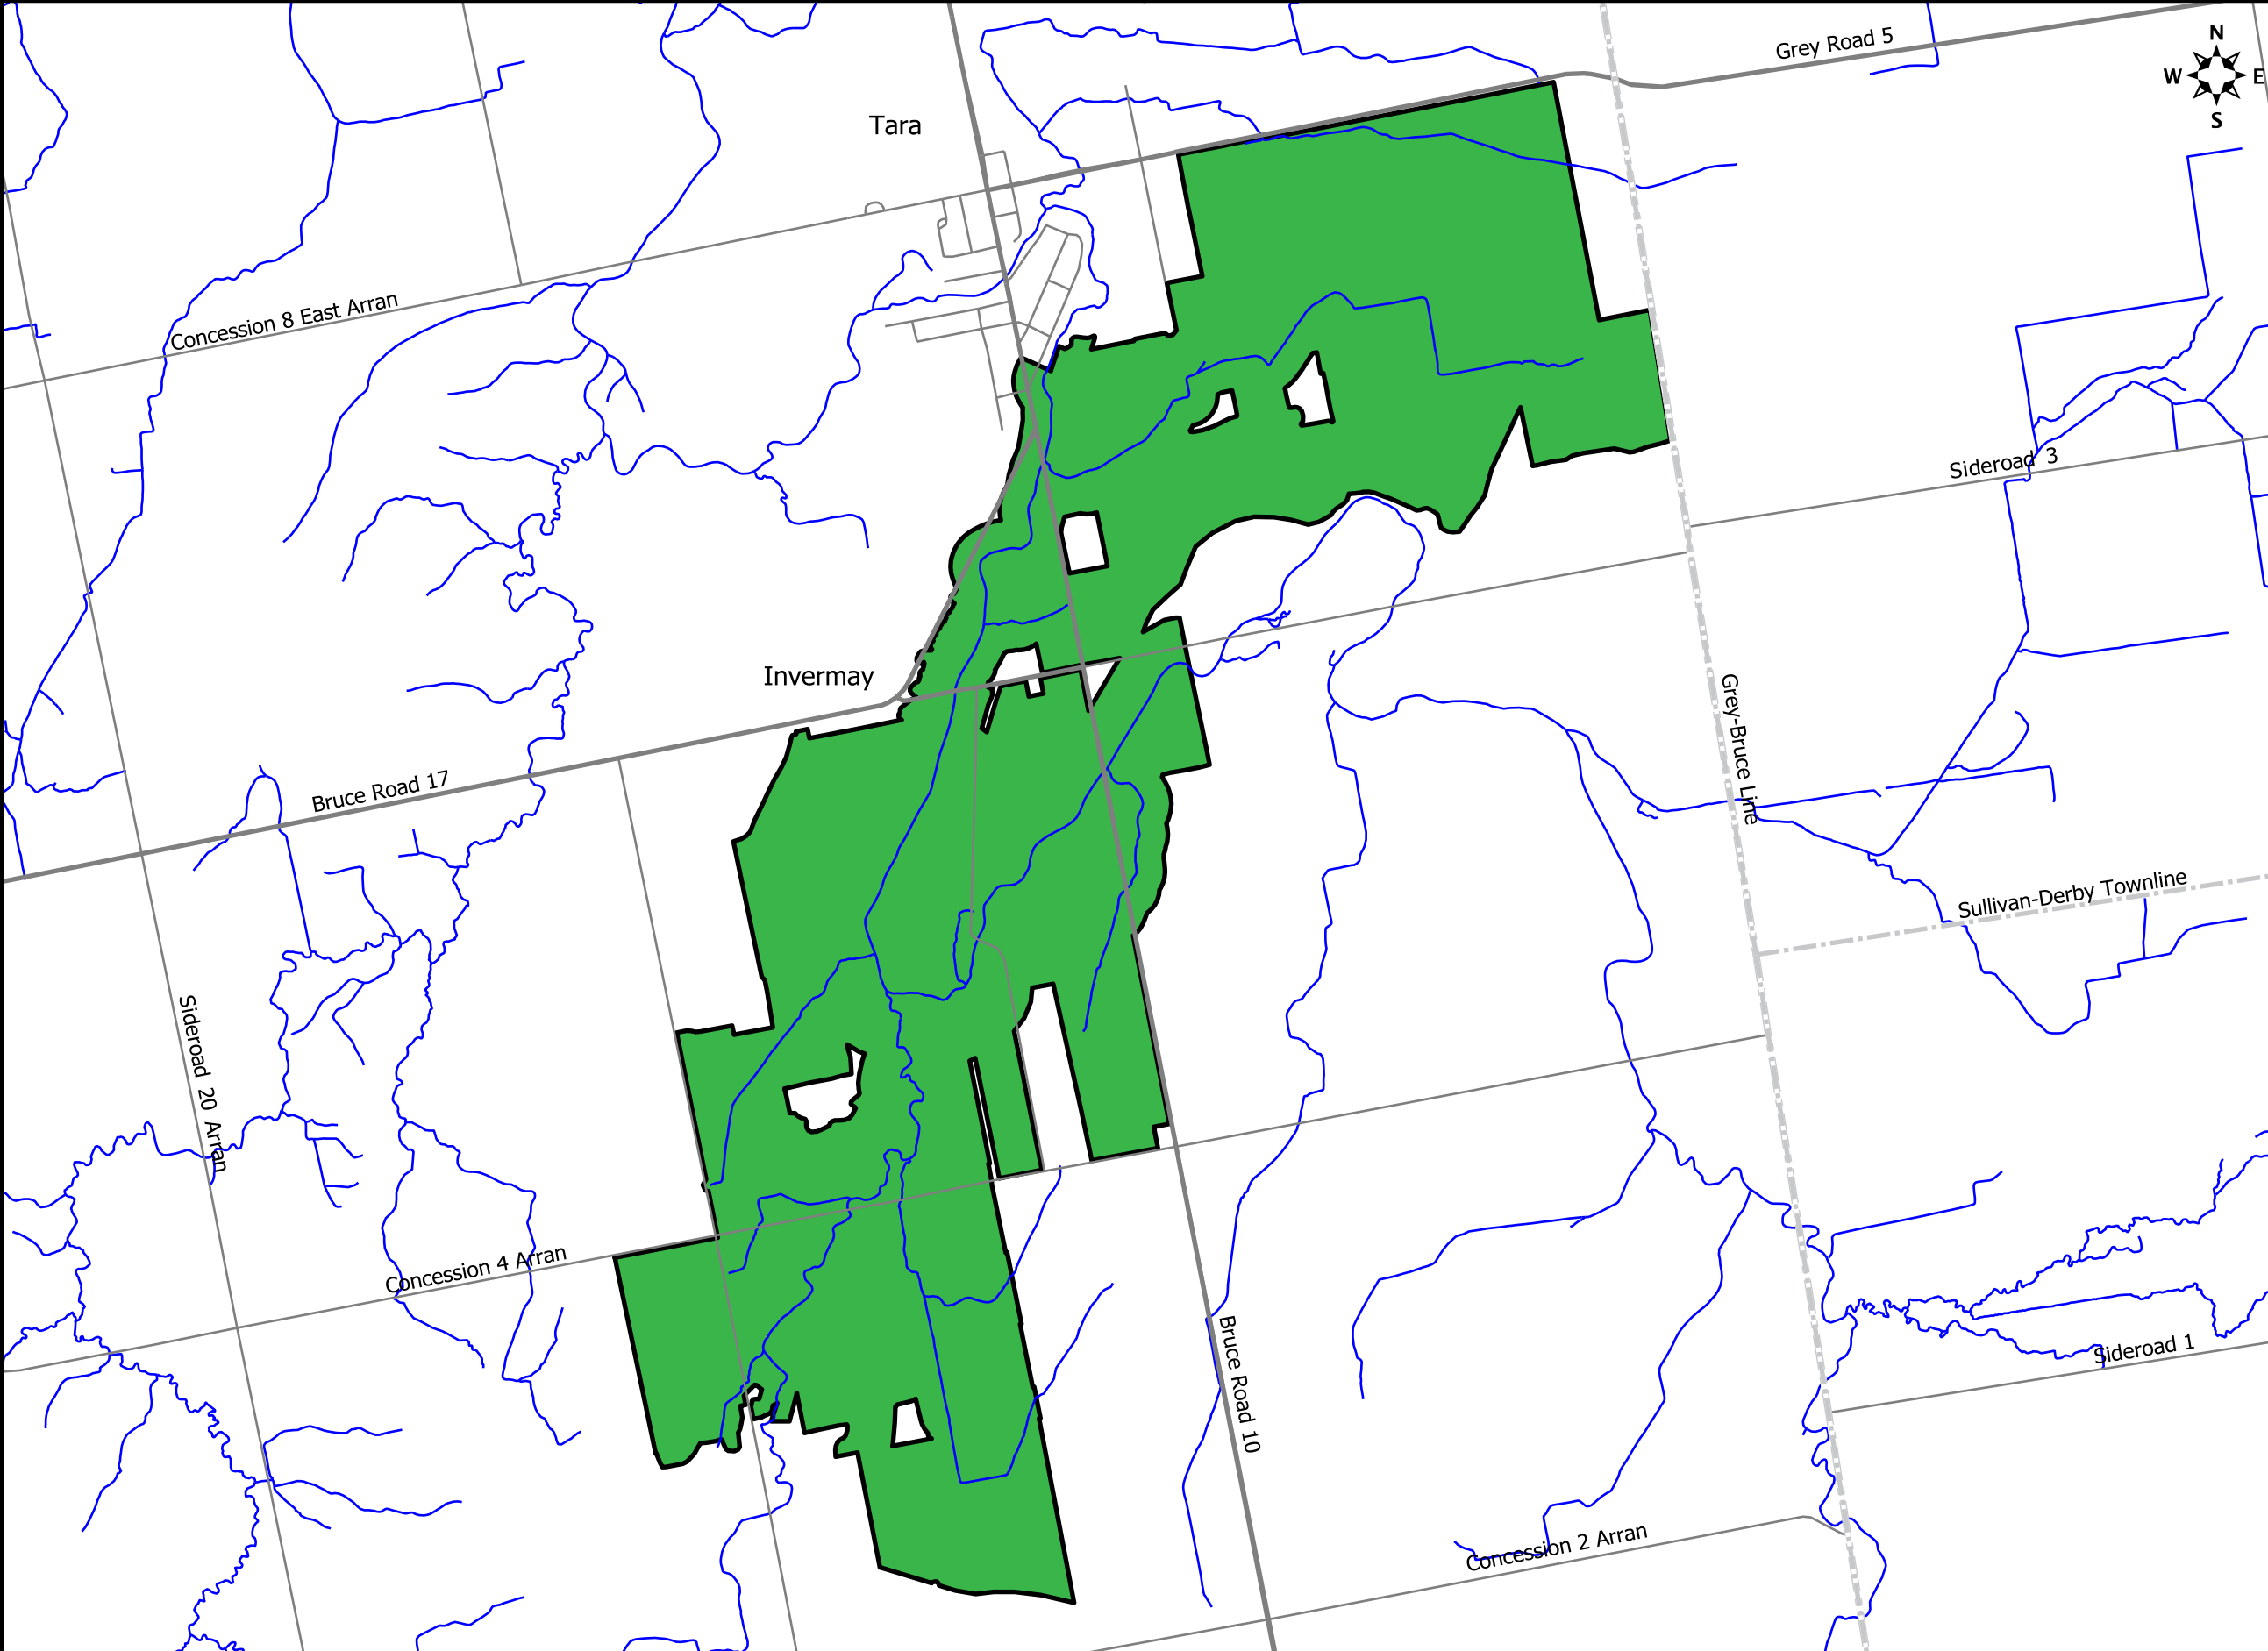 Grey Road 5
N
W E
S
Tara
Concession 8 East Arran
Sideroad 3
Invermay
Grey-Bruce Line
Bruce Road 17
Sullivan-Derby Townline
Sideroad 20 Arran
Concession 4 Arran
Bruce Road 10
Sideroad 1
Concession 2 Arran